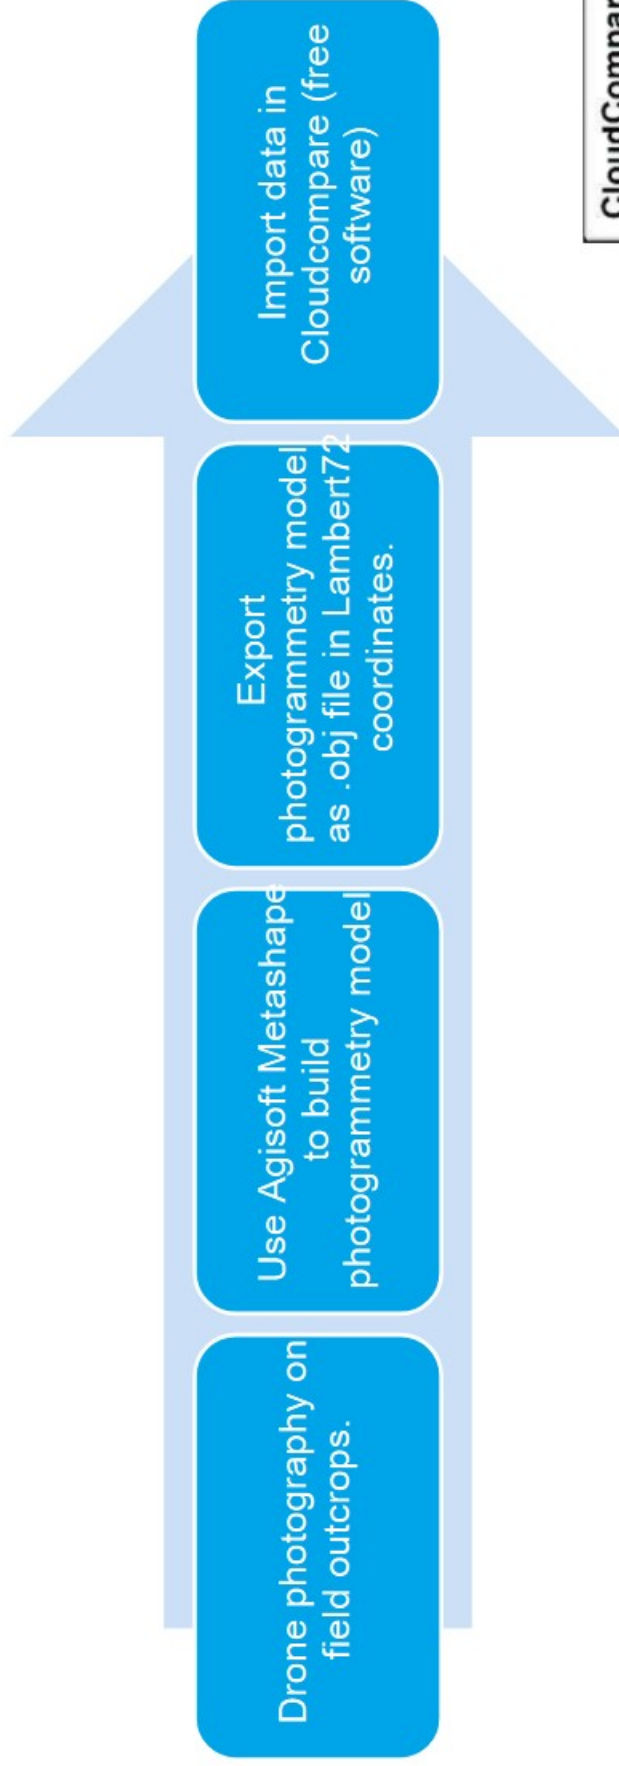 Drone photography on
field outcrops.
Use Agisoft Metashape
to build
photogrammetry model
Export
photogrammetry model
as .obj file in Lambert72
coordinates.
Import data in
Cloudcompare (free
software)